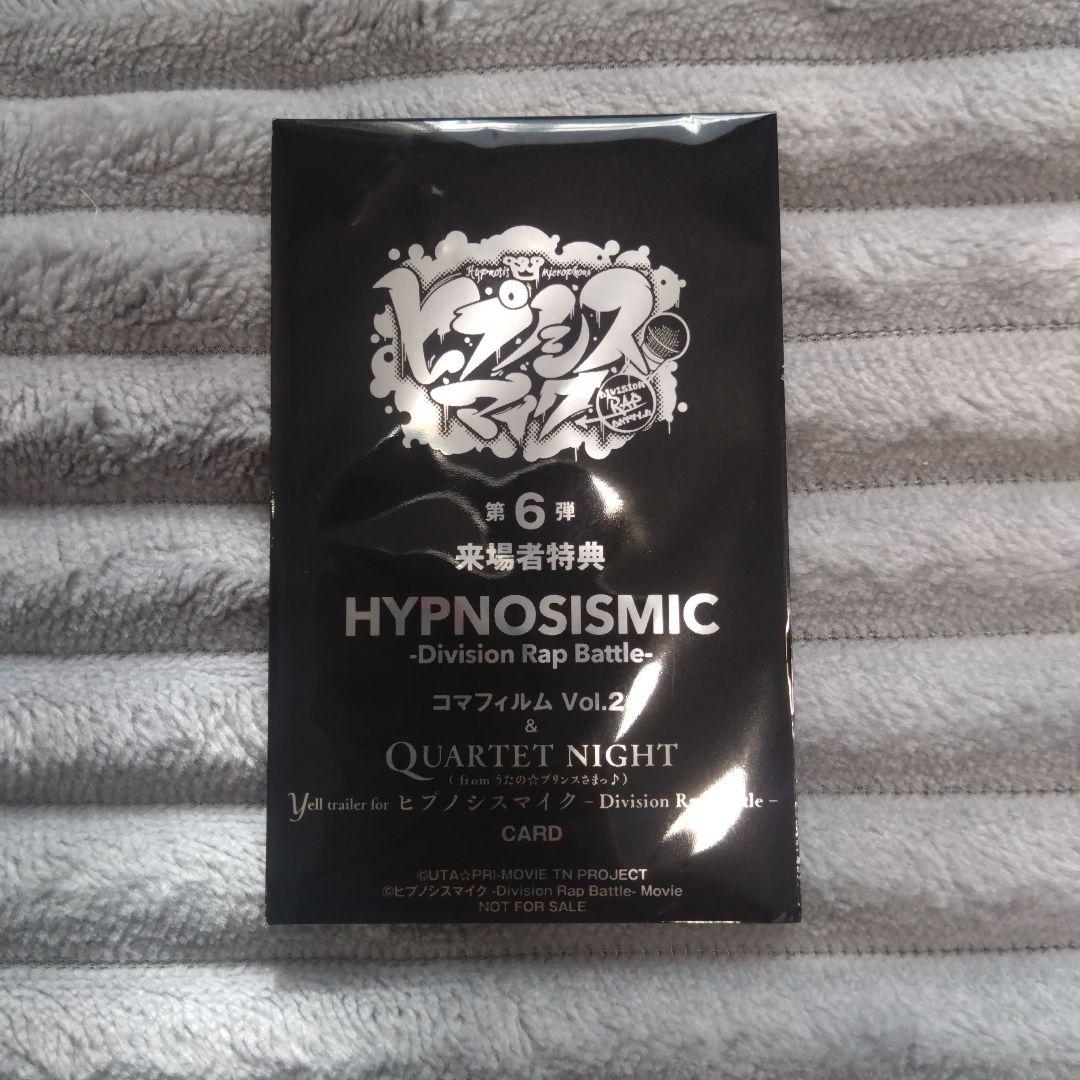 Hypnosis Microphone
ヒプノシス
マイク
DIVISION
RAP
BATTLE
第6弾
来場者特典
HYPNOSISMIC
-Division Rap Battle-
コマフィルム Vol.2
&
QUARTET NIGHT
(from うたの☆プリンスさまっ♪)
Yell trailer for ヒプノシスマイク - Division Rap Battle -
CARD
©UTA☆PRI-MOVIE TN PROJECT
©ヒプノシスマイク -Division Rap Battle- Movie
NOT FOR SALE